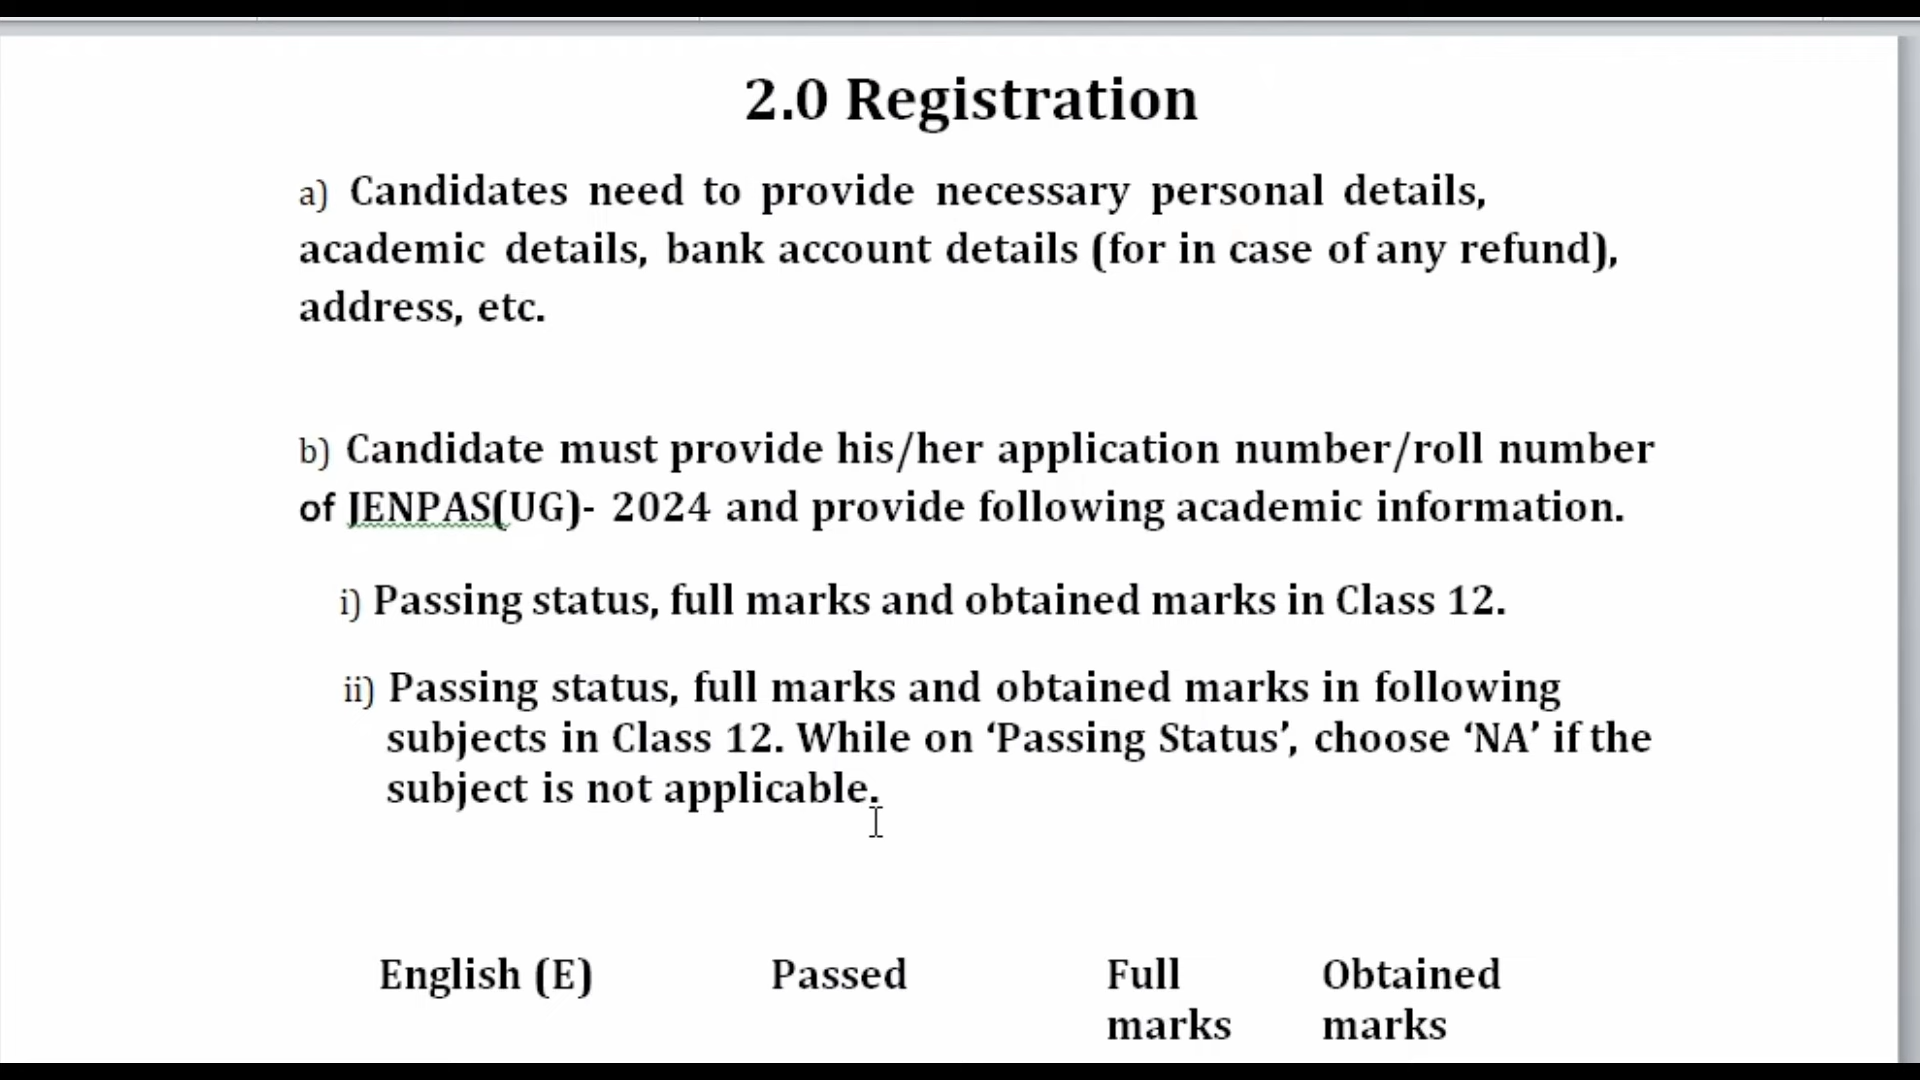 2.0 Registration
a) Candidates need to provide necessary personal details,
academic details, bank account details (for in case of any refund),
address, etc.
b) Candidate must provide his/her application number/roll number
of JENPAS(UG)- 2024 and provide following academic information.
i) Passing status, full marks and obtained marks in Class 12.
ii) Passing status, full marks and obtained marks in following
subjects in Class 12. While on ‘Passing Status’, choose ‘NA’ if the
subject is not applicable.
English (E) Passed Full Obtained
marks marks